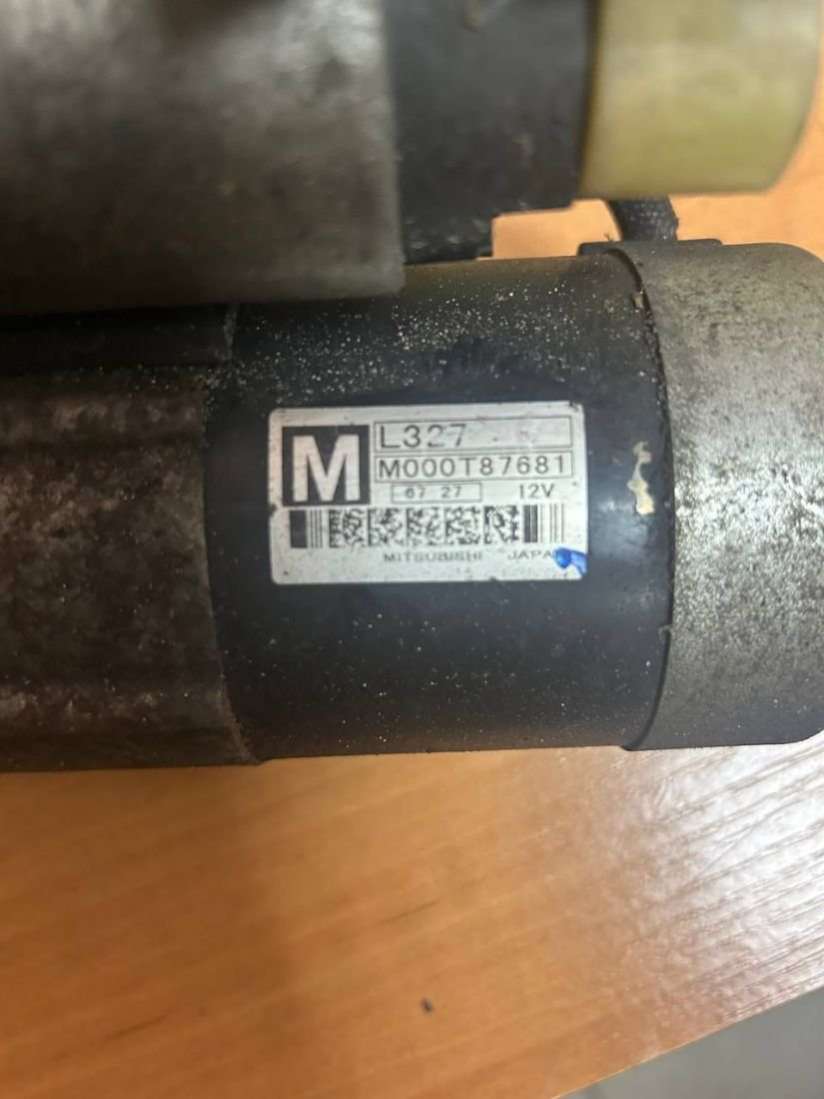 M
L327
M000T87681
67 27 12V
MITSUBISHI JAPAN